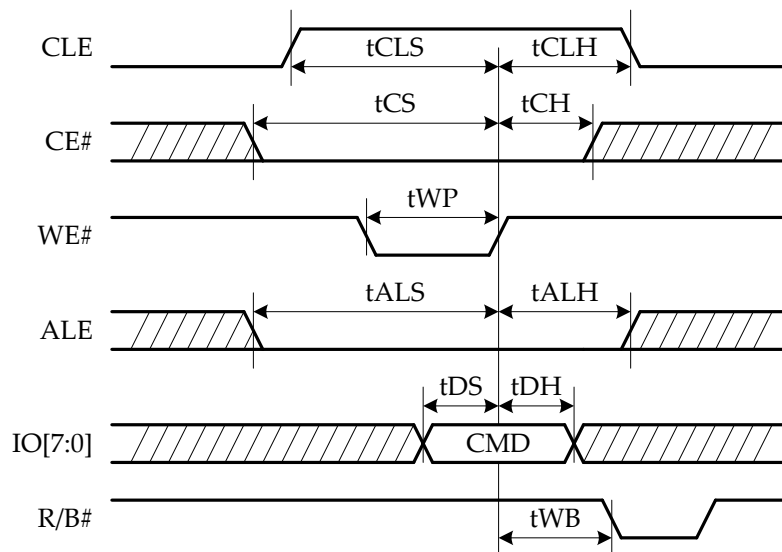 CLE
tCLS
tCLH
tCS
tCH
CE#
tWP
WE#
tALS
tALH
ALE
tDS
tDH
IO[7:0]
CMD
R/B#
tWB